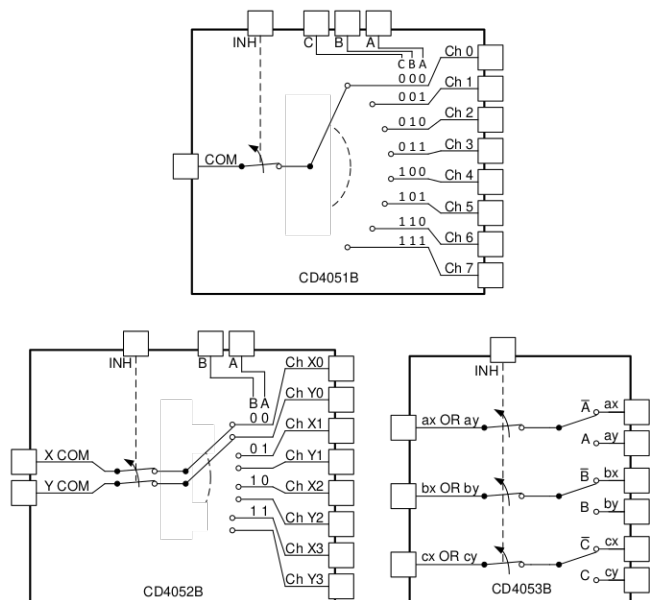 INH
C
B
A
Ch 0
C B A
0 0 0
Ch 1
0 0 1
Ch 2
0 1 0
Ch 3
0 1 1
COM
Ch 4
1 0 0
Ch 5
1 0 1
Ch 6
1 1 0
Ch 7
1 1 1
CD4051B
INH
B
A
Ch X0
B A
0 0
Ch Y0
Ch X1
0 1
X COM
Ch Y1
Y COM
1 0
Ch X2
1 1
Ch Y2
Ch X3
Ch Y3
CD4052B
INH
A̅ ax
ax OR ay
A ay
B̅ bx
bx OR by
B by
C̅ cx
cx OR cy
C cy
CD4053B